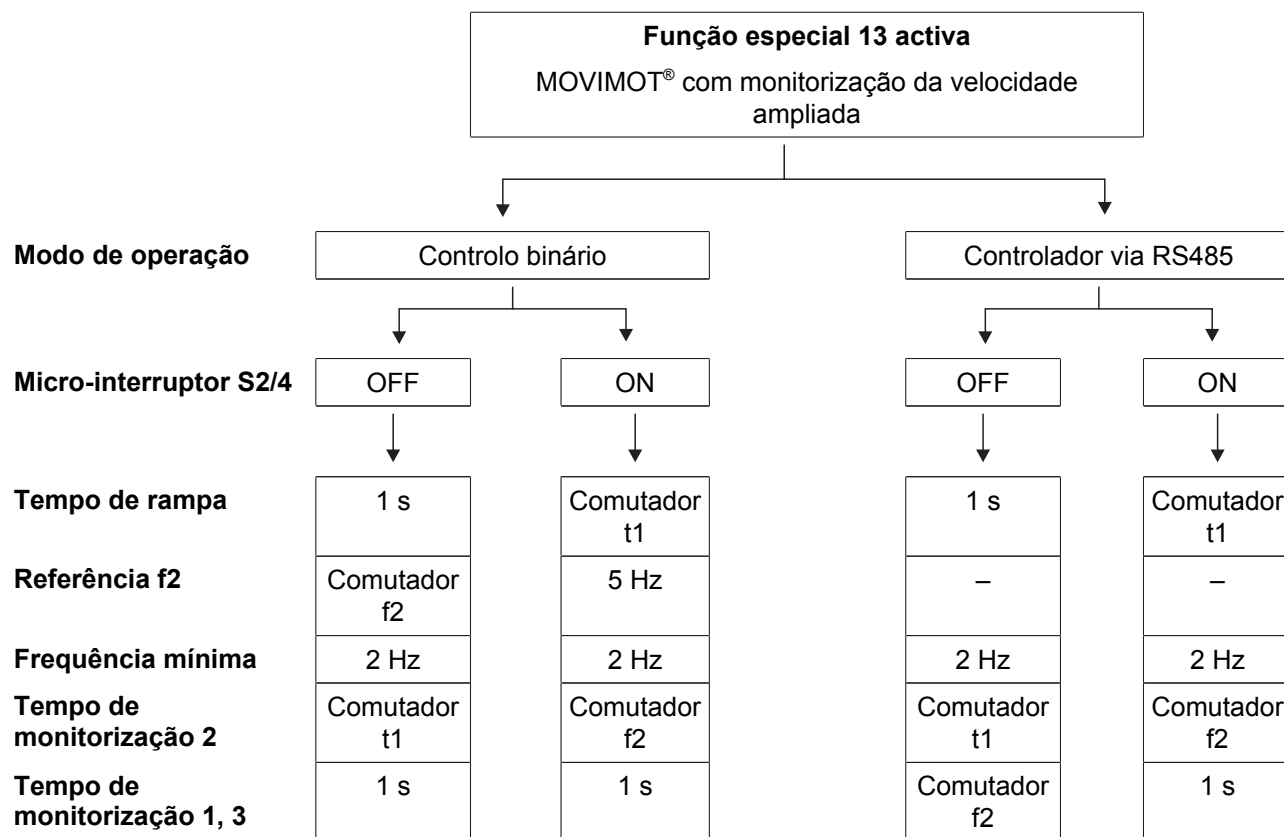 Função especial 13 activa
MOVIMOT® com monitorização da velocidade
ampliada
Modo de operação
Controlo binário
Controlador via RS485
Micro-interruptor S2/4
OFF
ON
OFF
ON
Tempo de rampa
1 s
Comutador
t1
1 s
Comutador
t1
Referência f2
Comutador
f2
5 Hz
–
–
Frequência mínima
2 Hz
2 Hz
2 Hz
2 Hz
Tempo de
monitorização 2
Comutador
t1
Comutador
f2
Comutador
t1
Comutador
f2
Tempo de
monitorização 1, 3
1 s
1 s
Comutador
f2
1 s